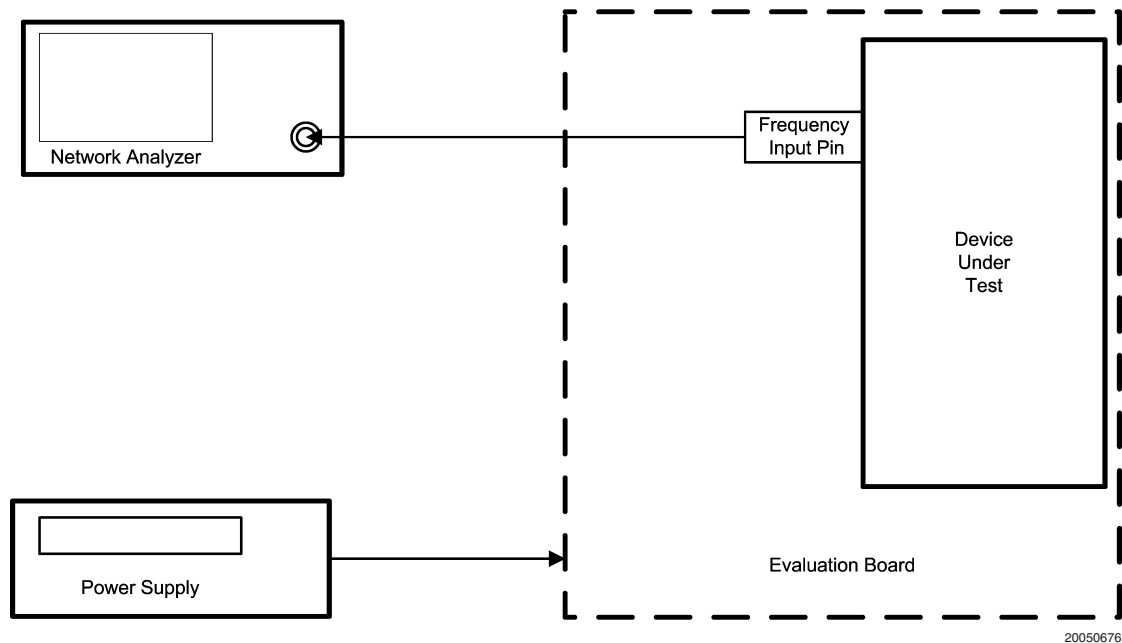 Network Analyzer
Frequency
Input Pin
Device
Under
Test
Power Supply
Evaluation Board
20050676